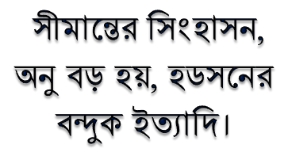 সীমান্তের সিংহাসন,
অনু বড় হয়, হডসনের
বন্দুক ইত্যাদি।